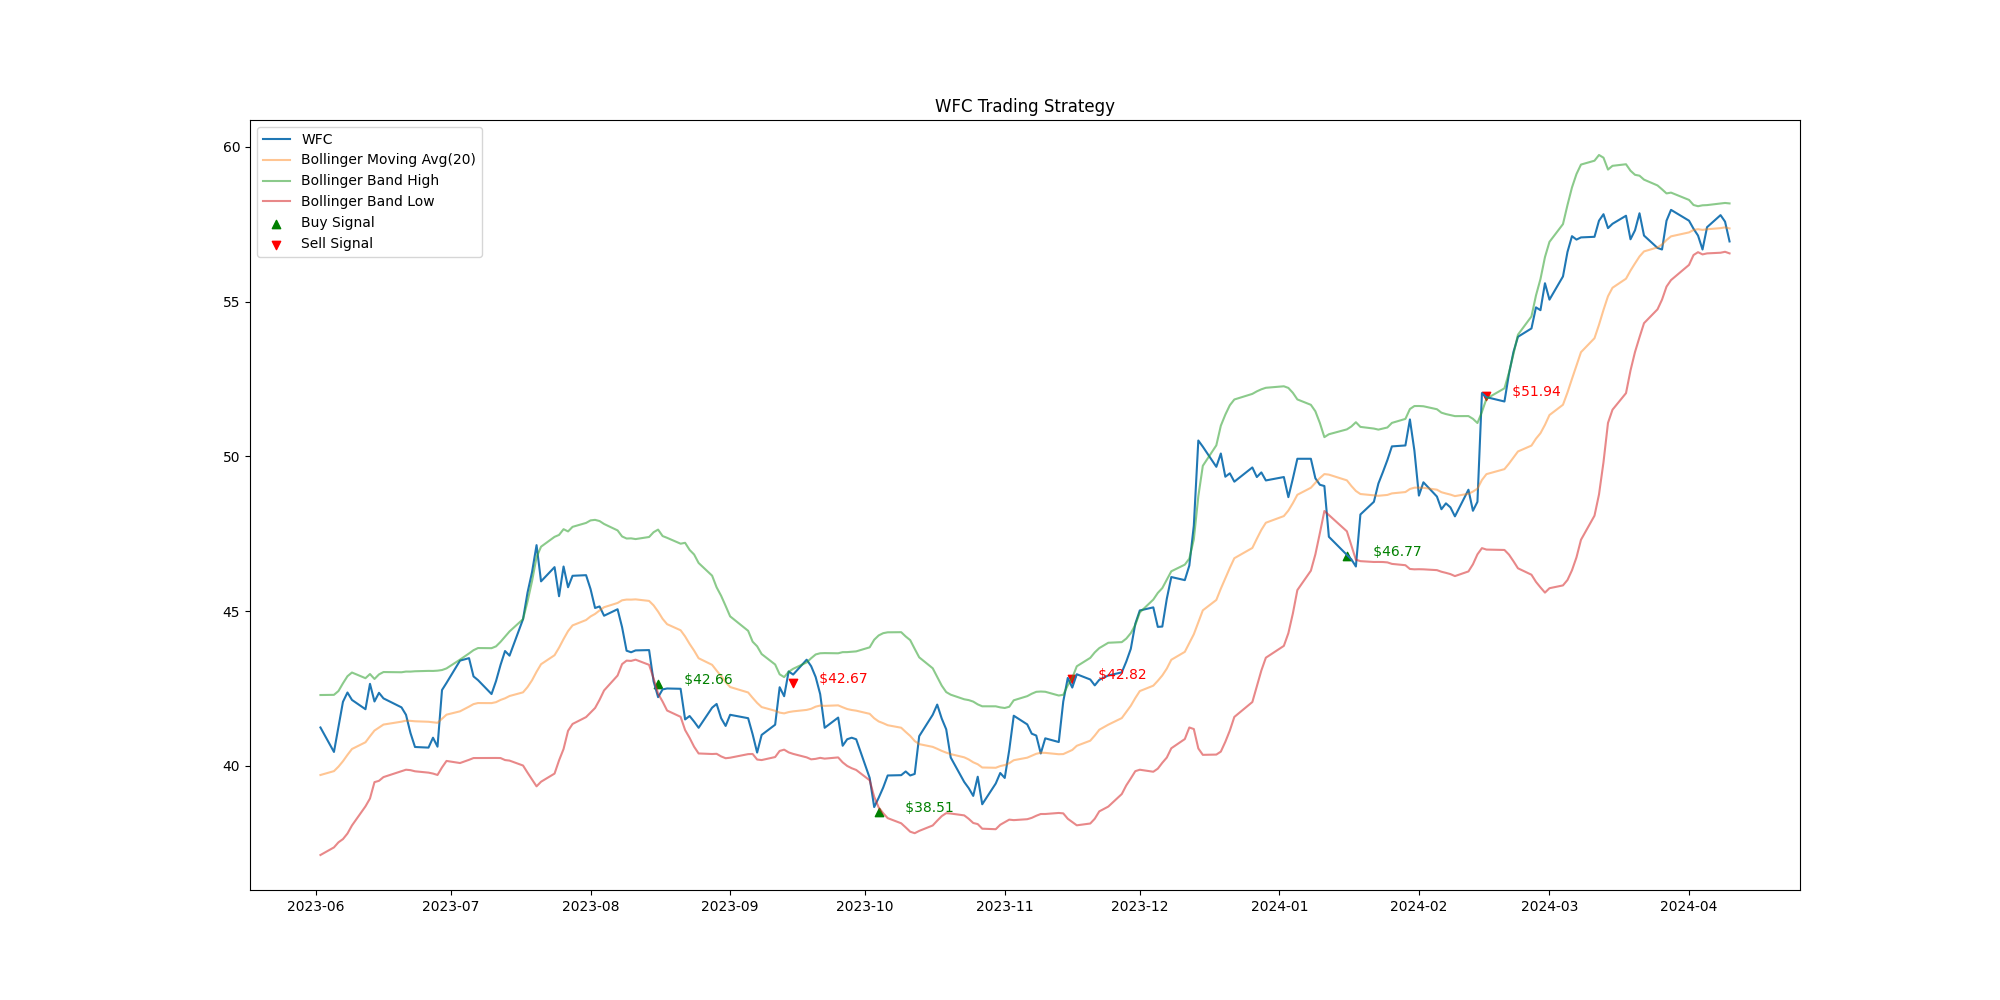 WFC Trading Strategy
WFC
Bollinger Moving Avg(20)
Bollinger Band High
Bollinger Band Low
Buy Signal
Sell Signal
60
55
50
45
40
$42.66
$42.67
$38.51
$42.82
$46.77
$51.94
2023-06 2023-07 2023-08 2023-09 2023-10 2023-11 2023-12 2024-01 2024-02 2024-03 2024-04